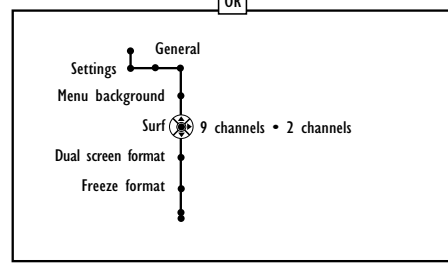 OK
General
Settings
Menu background
Surf 9 channels • 2 channels
Dual screen format
Freeze format